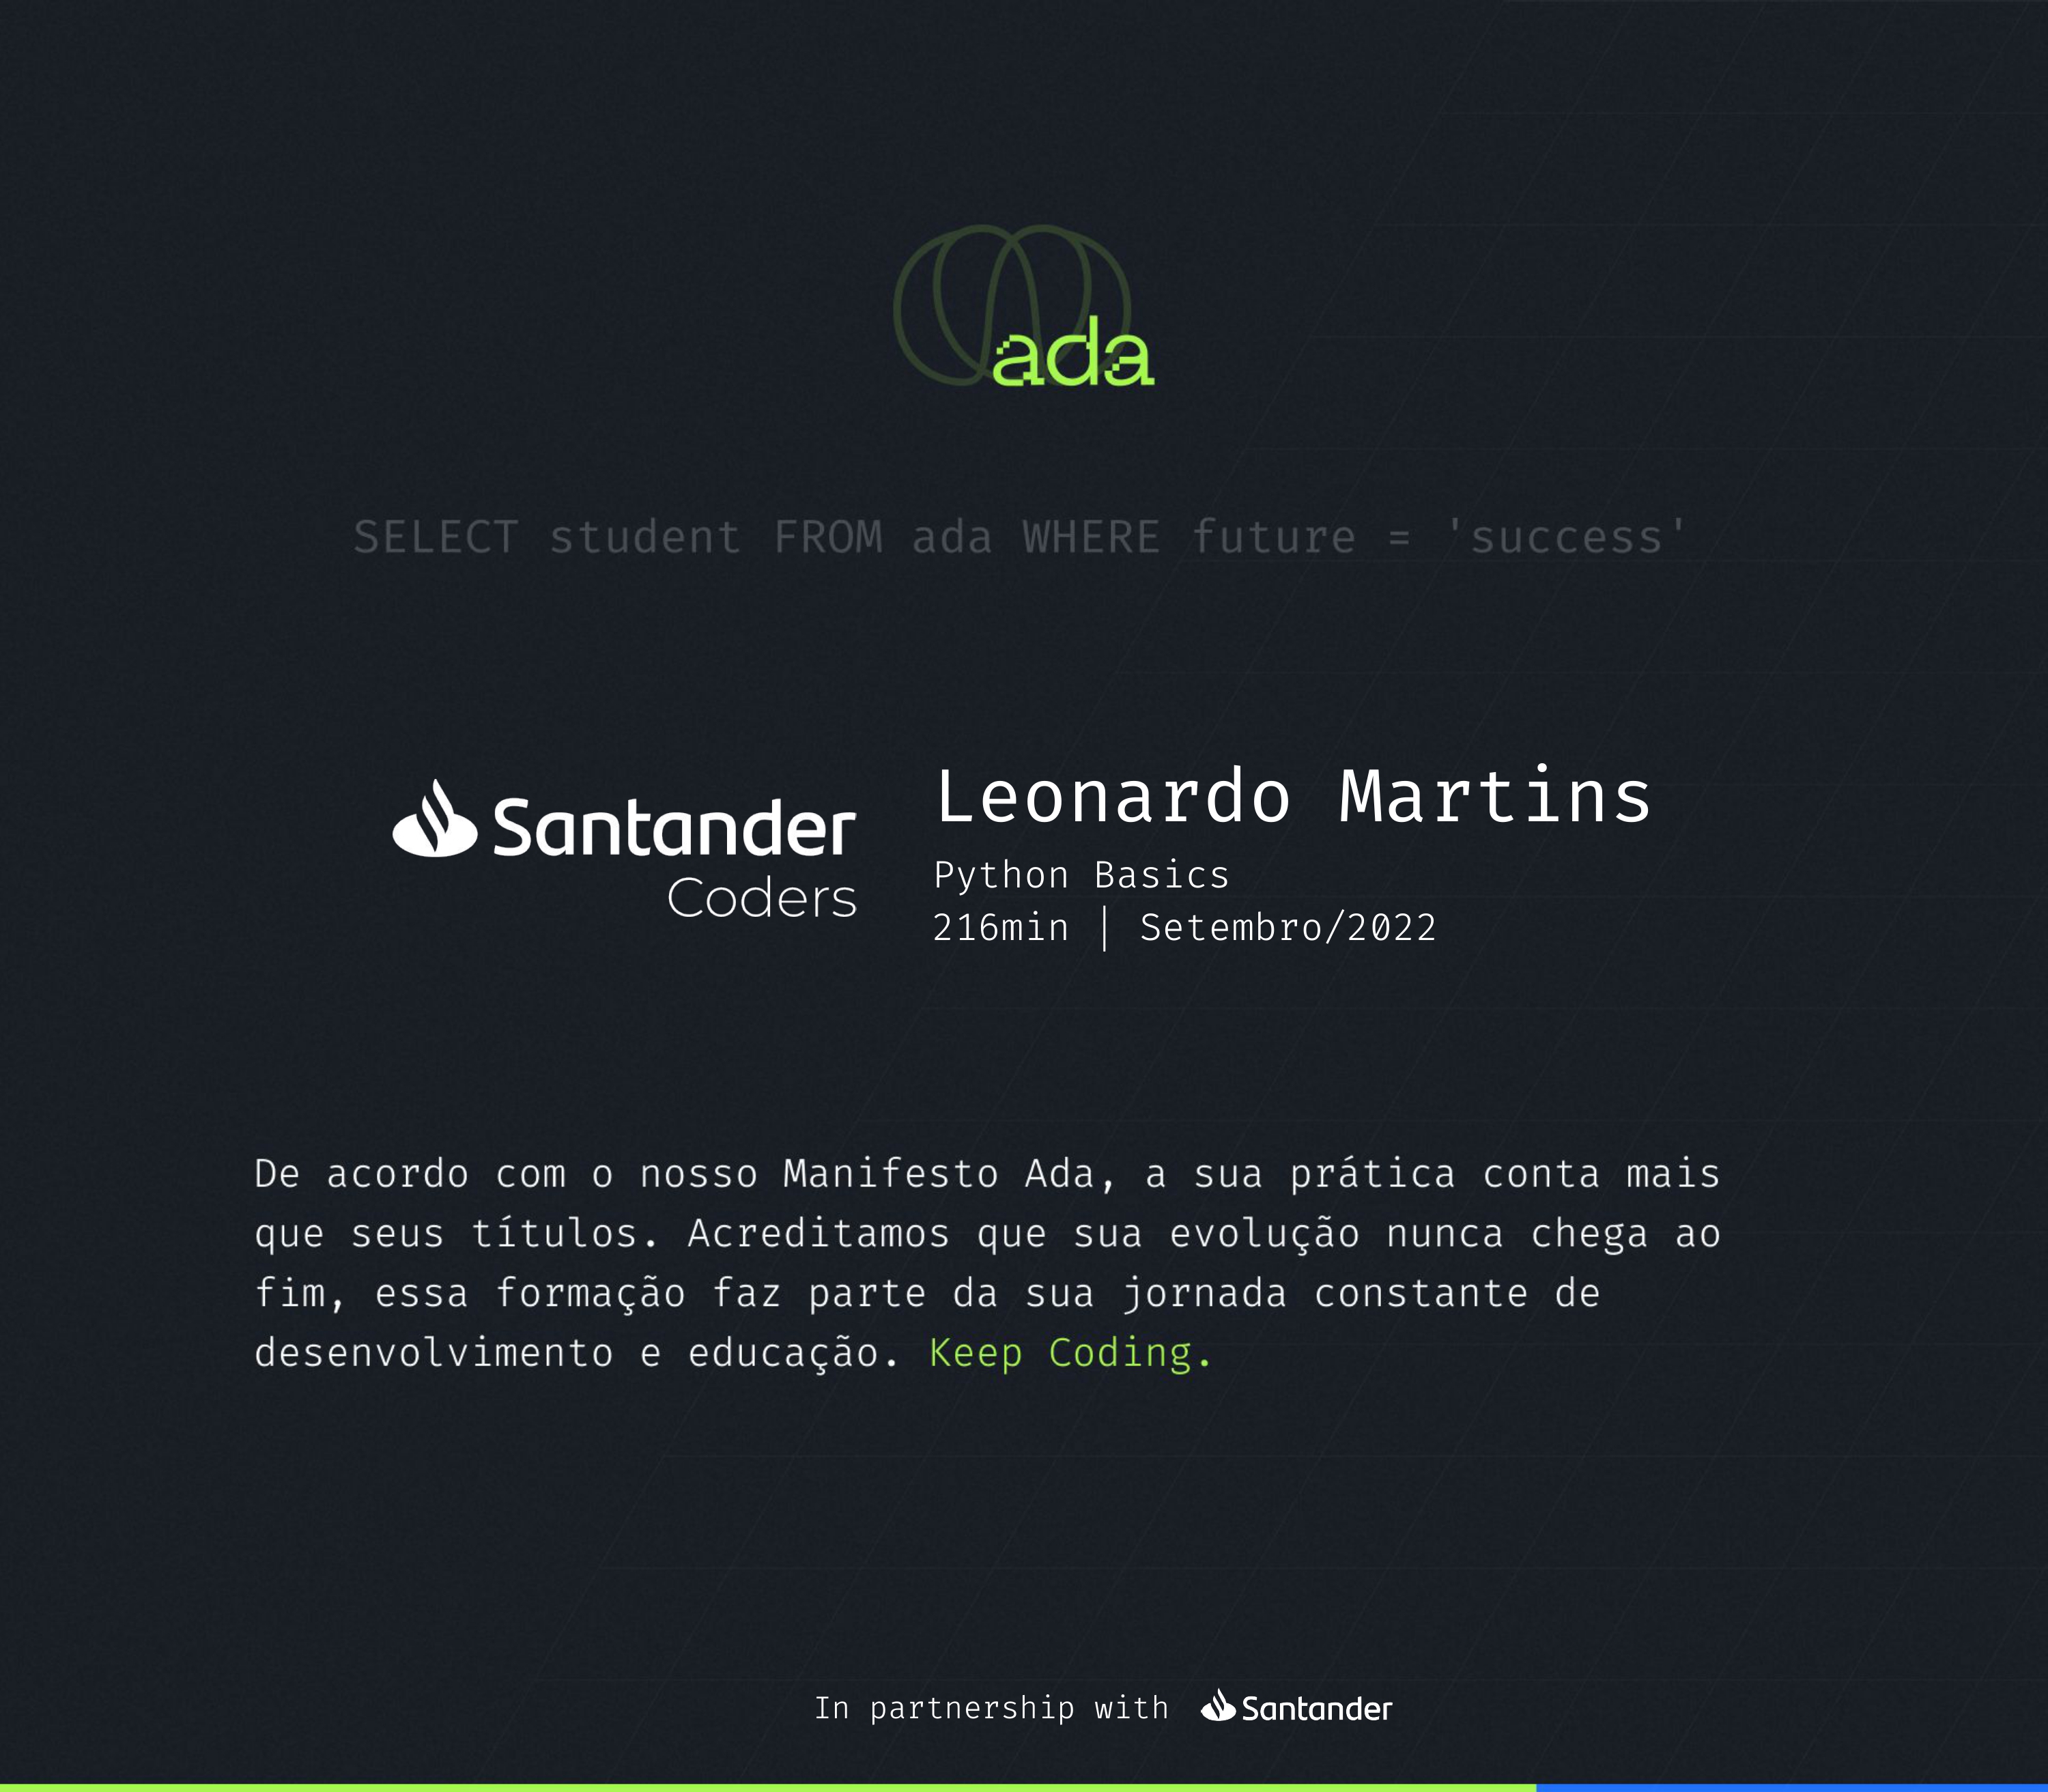 ada
SELECT student FROM ada WHERE future = 'success'
Santander
Coders
Leonardo Martins
Python Basics
216min | Setembro/2022
De acordo com o nosso Manifesto Ada, a sua prática conta mais
que seus títulos. Acreditamos que sua evolução nunca chega ao
fim, essa formação faz parte da sua jornada constante de
desenvolvimento e educação. Keep Coding.
In partnership with Santander